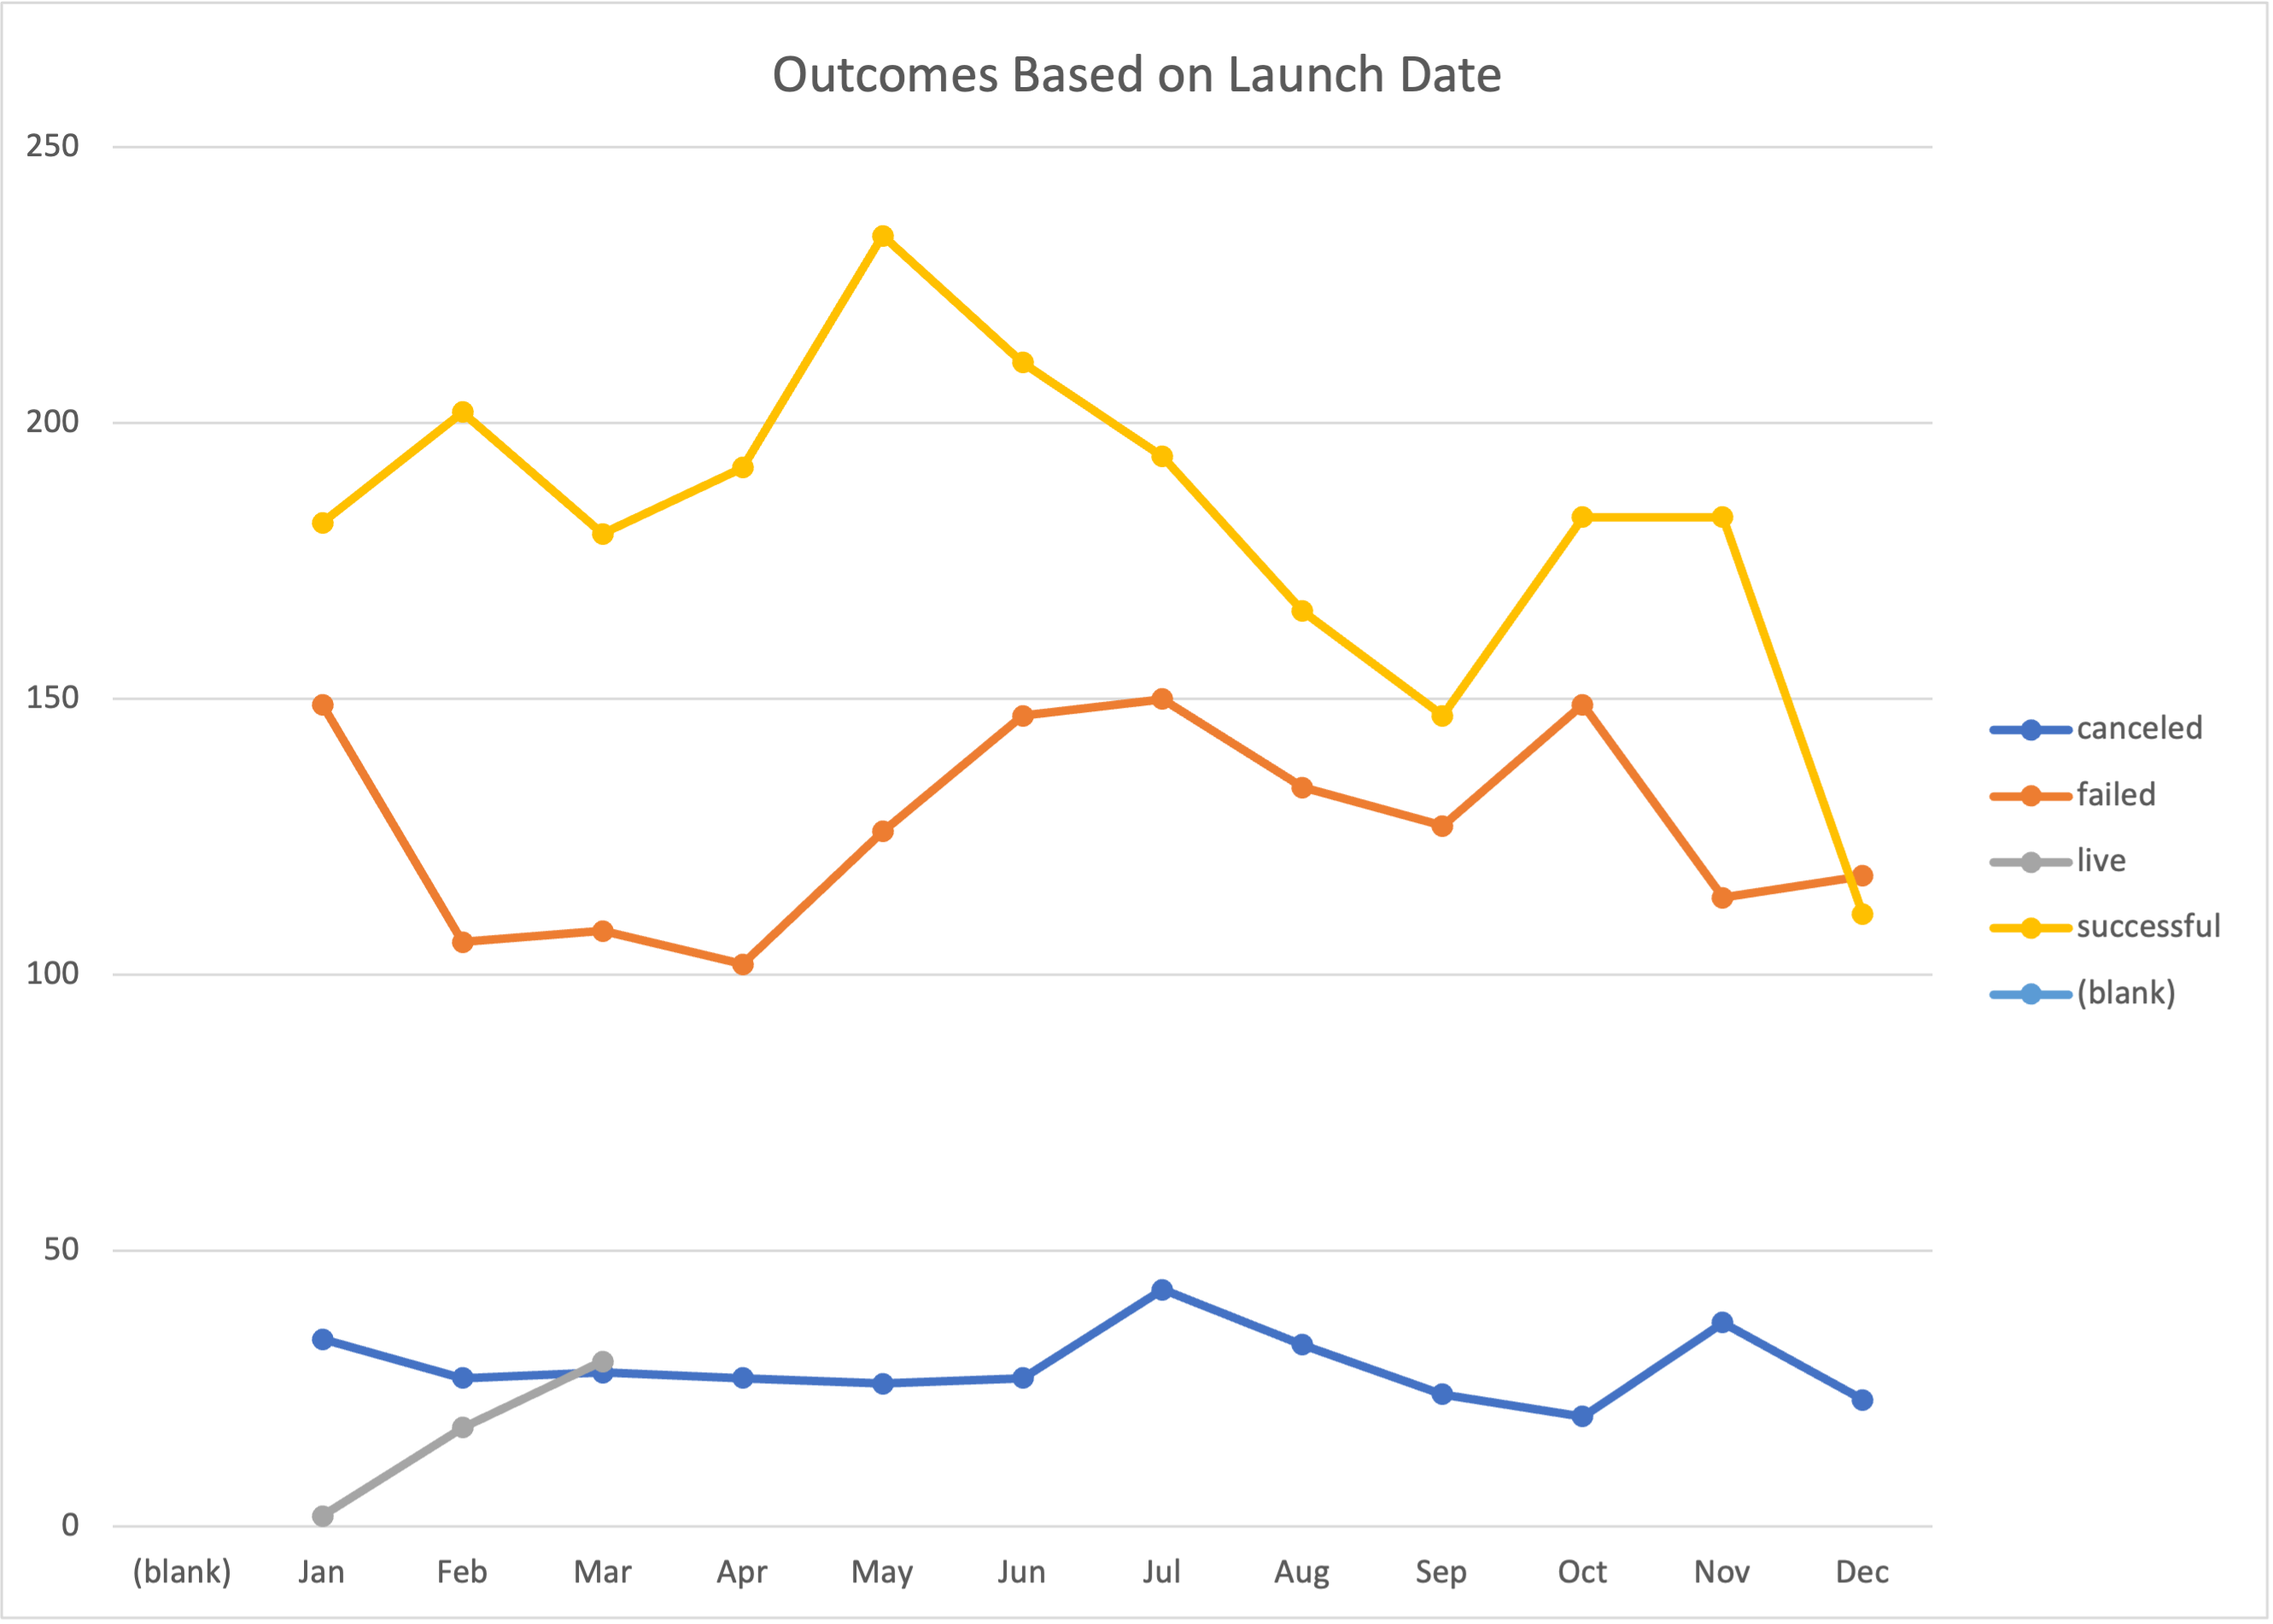 Outcomes Based on Launch Date
250
200
150
100
50
0
(blank) Jan Feb Mar Apr May Jun Jul Aug Sep Oct Nov Dec
canceled
failed
live
successful
(blank)